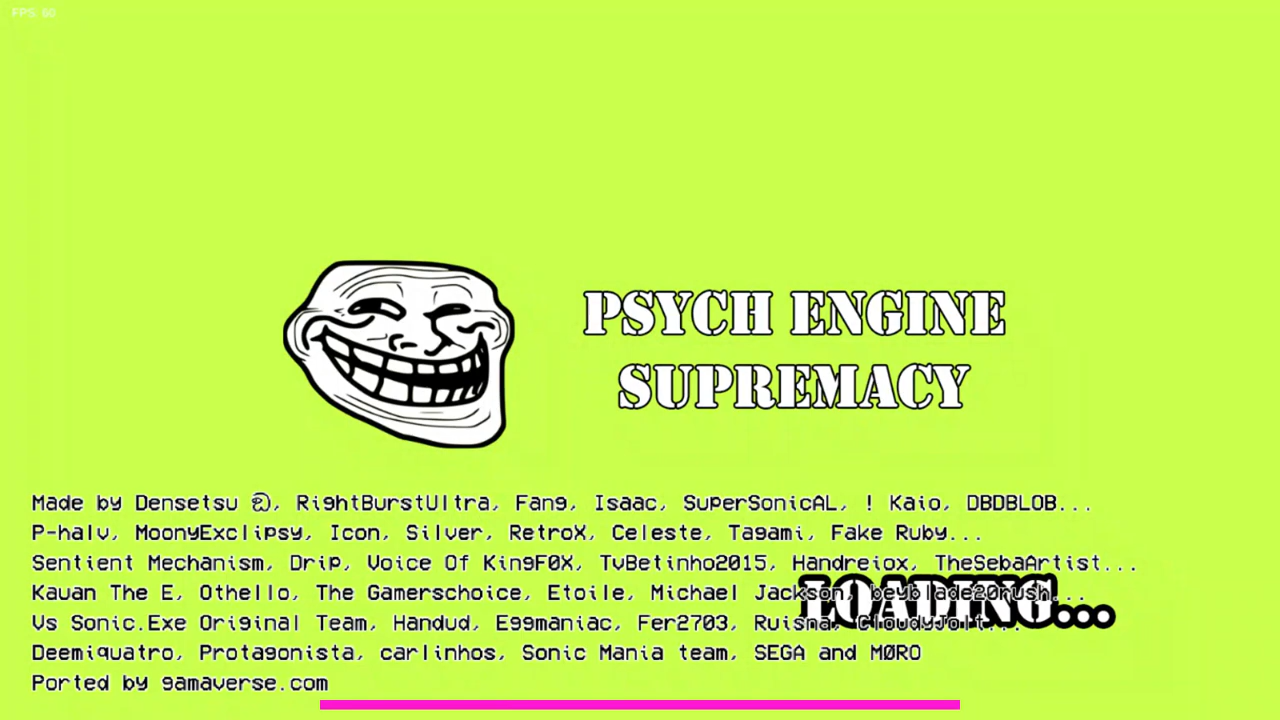 FPS: 60
PSYCH ENGINE
SUPREMACY
Made by Densetsu ඞ, RightBurstUltra, Fang, Isaac, SuperSonicAL, ! Kaio, DBDBLOB...
P-halv, MoonyExclipsy, Icon, Silver, RetroX, Celeste, Tagami, Fake Ruby...
Sentient Mechanism, Drip, Voice Of KingF0X, TvBetinho2015, Handreiox, TheSebaArtist...
Kauan The E, Othello, The Gamerschoice, Etoile, Michael Jackson, beyblade20rush...
LOADING...
Vs Sonic.Exe Original Team, Handud, Eggmaniac, Fer2703, Ruisna, CloudyJolt...
Deemiquatro, Protagonista, carlinhos, Sonic Mania team, SEGA and MØRO
Ported by gamaverse.com